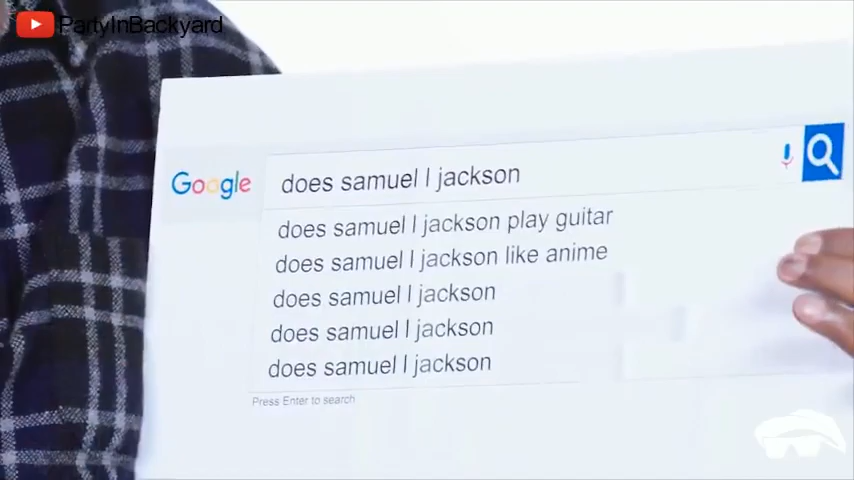 PartyInBackyard
Google
does samuel l jackson
does samuel l jackson play guitar
does samuel l jackson like anime
does samuel l jackson
does samuel l jackson
does samuel l jackson
Press Enter to search